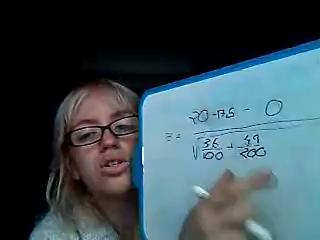 20-17.5 - 0
z =
√ 36/100 + 49/200